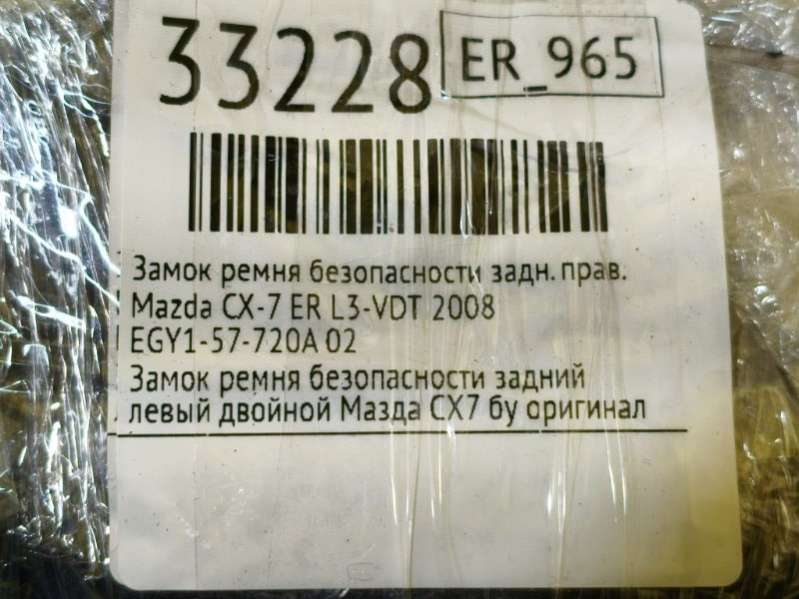 33228
ER_965
Замок ремня безопасности задн. прав.
Mazda CX-7 ER L3-VDT 2008
EGY1-57-720A 02
Замок ремня безопасности задний
левый двойной Мазда СХ7 бу оригинал